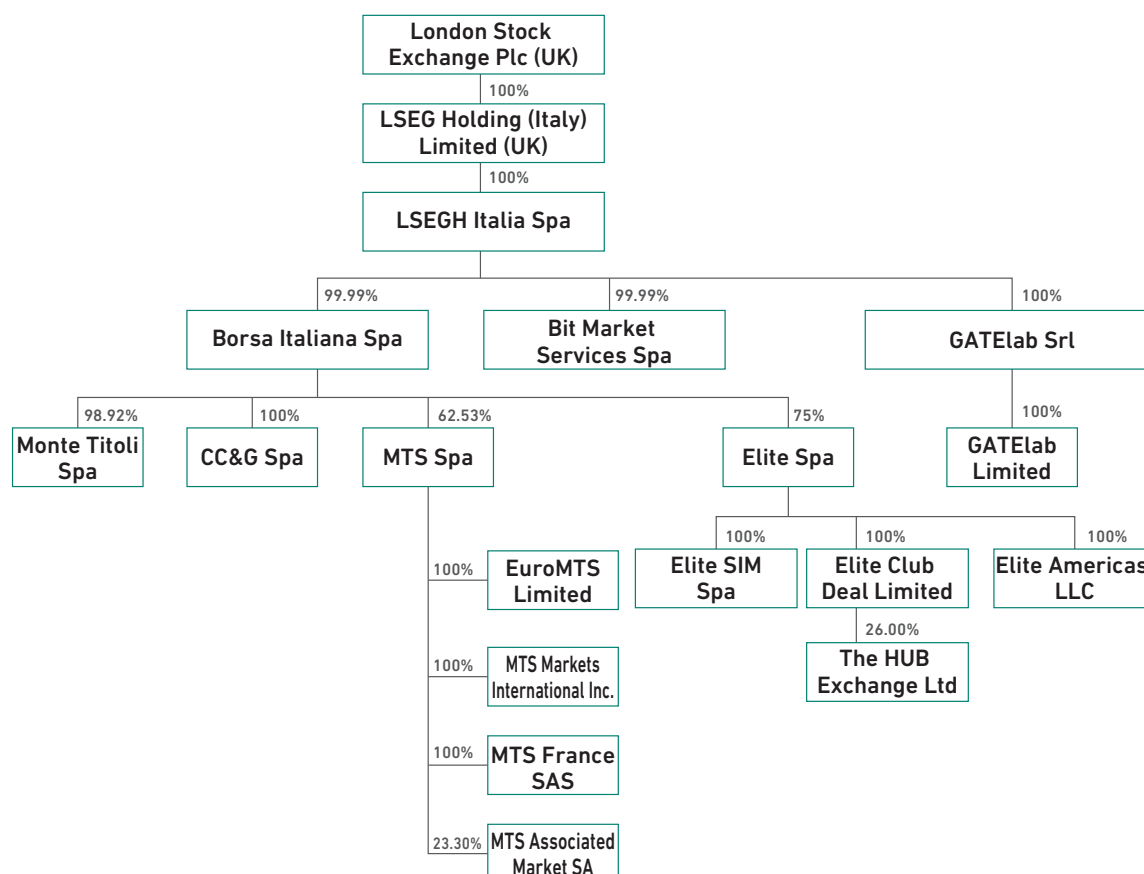 London Stock
Exchange Plc (UK)
100%
LSEG Holding (Italy)
Limited (UK)
100%
LSEGH Italia Spa
99.99%
99.99%
100%
Borsa Italiana Spa
Bit Market
Services Spa
GATElab Srl
98.92%
100%
62.53%
75%
100%
Monte Titoli
Spa
CC&G Spa
MTS Spa
Elite Spa
GATElab
Limited
100%
100%
100%
100%
EuroMTS
Limited
Elite SIM
Spa
Elite Club
Deal Limited
Elite Americas
LLC
26.00%
100%
MTS Markets
International Inc.
The HUB
Exchange Ltd
100%
MTS France
SAS
23.30%
MTS Associated
Market SA